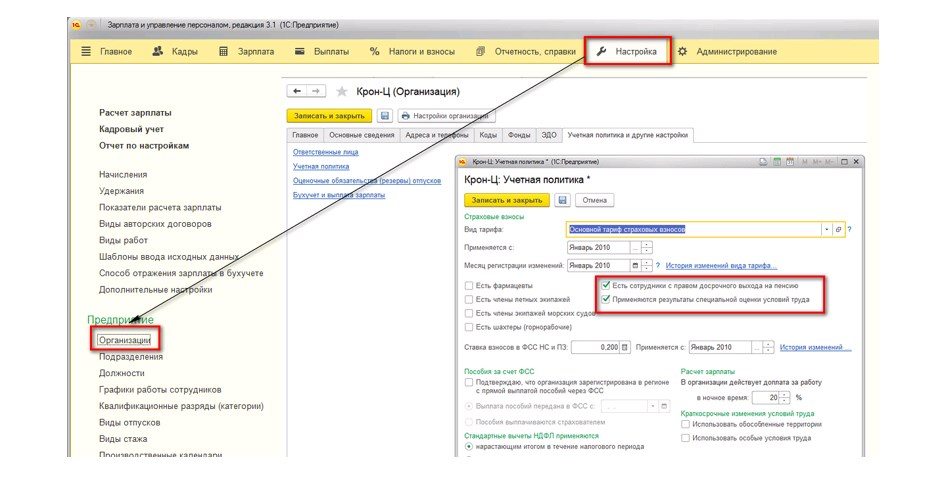 Зарплата и управление персоналом, редакция 3.1 (1С:Предприятие)
Главное Кадры Зарплата Выплаты % Налоги и взносы Отчетность, справки Настройка Администрирование
Крон-Ц (Организация)
Записать и закрыть Настройки организации
Главное Основные сведения Адреса и телефоны Коды Фонды ЭДО Учетная политика и другие настройки
Ответственные лица
Учетная политика
Оценочные обязательства (резервы) отпусков
Бухучет и выплата зарплаты
Расчет зарплаты
Кадровый учет
Отчет по настройкам
Начисления
Удержания
Показатели расчета зарплаты
Виды авторских договоров
Виды работ
Шаблоны ввода исходных данных
Способ отражения зарплаты в бухучете
Дополнительные настройки
Предприятие
Организации
Подразделения
Должности
Графики работы сотрудников
Квалификационные разряды (категории)
Виды отпусков
Виды стажа
Производственные календари
Крон-Ц: Учетная политика * (1С:Предприятие) M M+ M-
Крон-Ц: Учетная политика *
Записать и закрыть Отмена
Страховые взносы
Вид тарифа: Основной тариф страховых взносов ?
Применяется с: Январь 2010 ...
Месяц регистрации изменений: Январь 2010 ? История изменений вида тарифа...
Есть фармацевты Есть сотрудники с правом досрочного выхода на пенсию
Есть члены летных экипажей Применяются результаты специальной оценки условий труда
Есть члены экипажей морских судов
Есть шахтеры (горнорабочие)
Ставка взносов в ФСС НС и ПЗ: 0,200 Применяется с: Январь 2010 ... История изменений ...
Пособия за счет ФСС
Подтверждаю, что организация зарегистрирована в регионе
с прямой выплатой пособий через ФСС
Выплата пособий передана в ФСС с: . .
Пособия выплачиваются страхователем
Стандартные вычеты НДФЛ применяются
нарастающим итогом в течение налогового периода
Расчет зарплаты
В организации действует доплата за работу
в ночное время: 20 %
Краткосрочные изменения условий труда
Использовать обособленные территории
Использовать особые условия труда